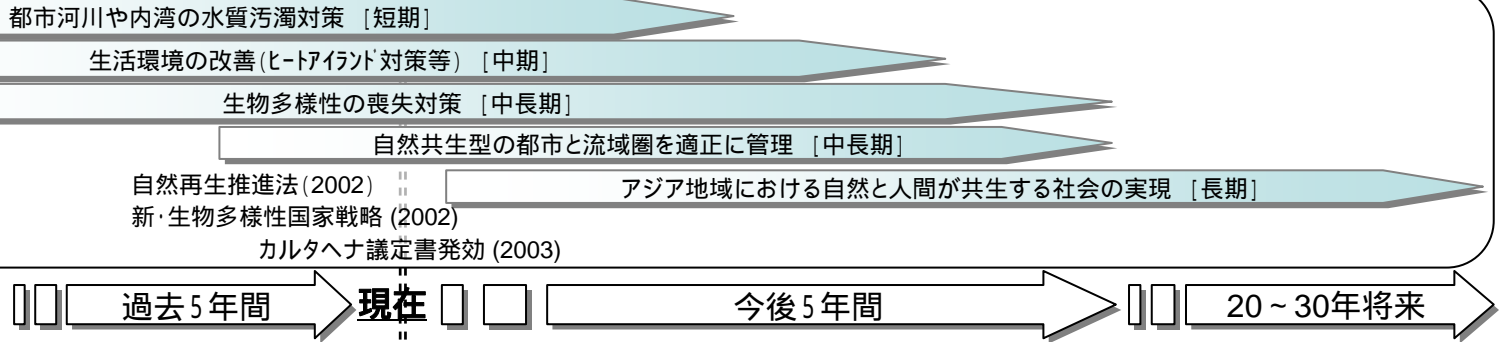 都市河川や内湾の水質汚濁対策 [短期]
生活環境の改善(ﾋｰﾄｱｲﾗﾝﾄﾞ対策等) [中期]
生物多様性の喪失対策 [中長期]
自然共生型の都市と流域圏を適正に管理 [中長期]
自然再生推進法(2002)
アジア地域における自然と人間が共生する社会の実現 [長期]
新･生物多様性国家戦略 (2002)
カルタヘナ議定書発効 (2003)
過去5年間 現在 今後5年間 20~30年将来